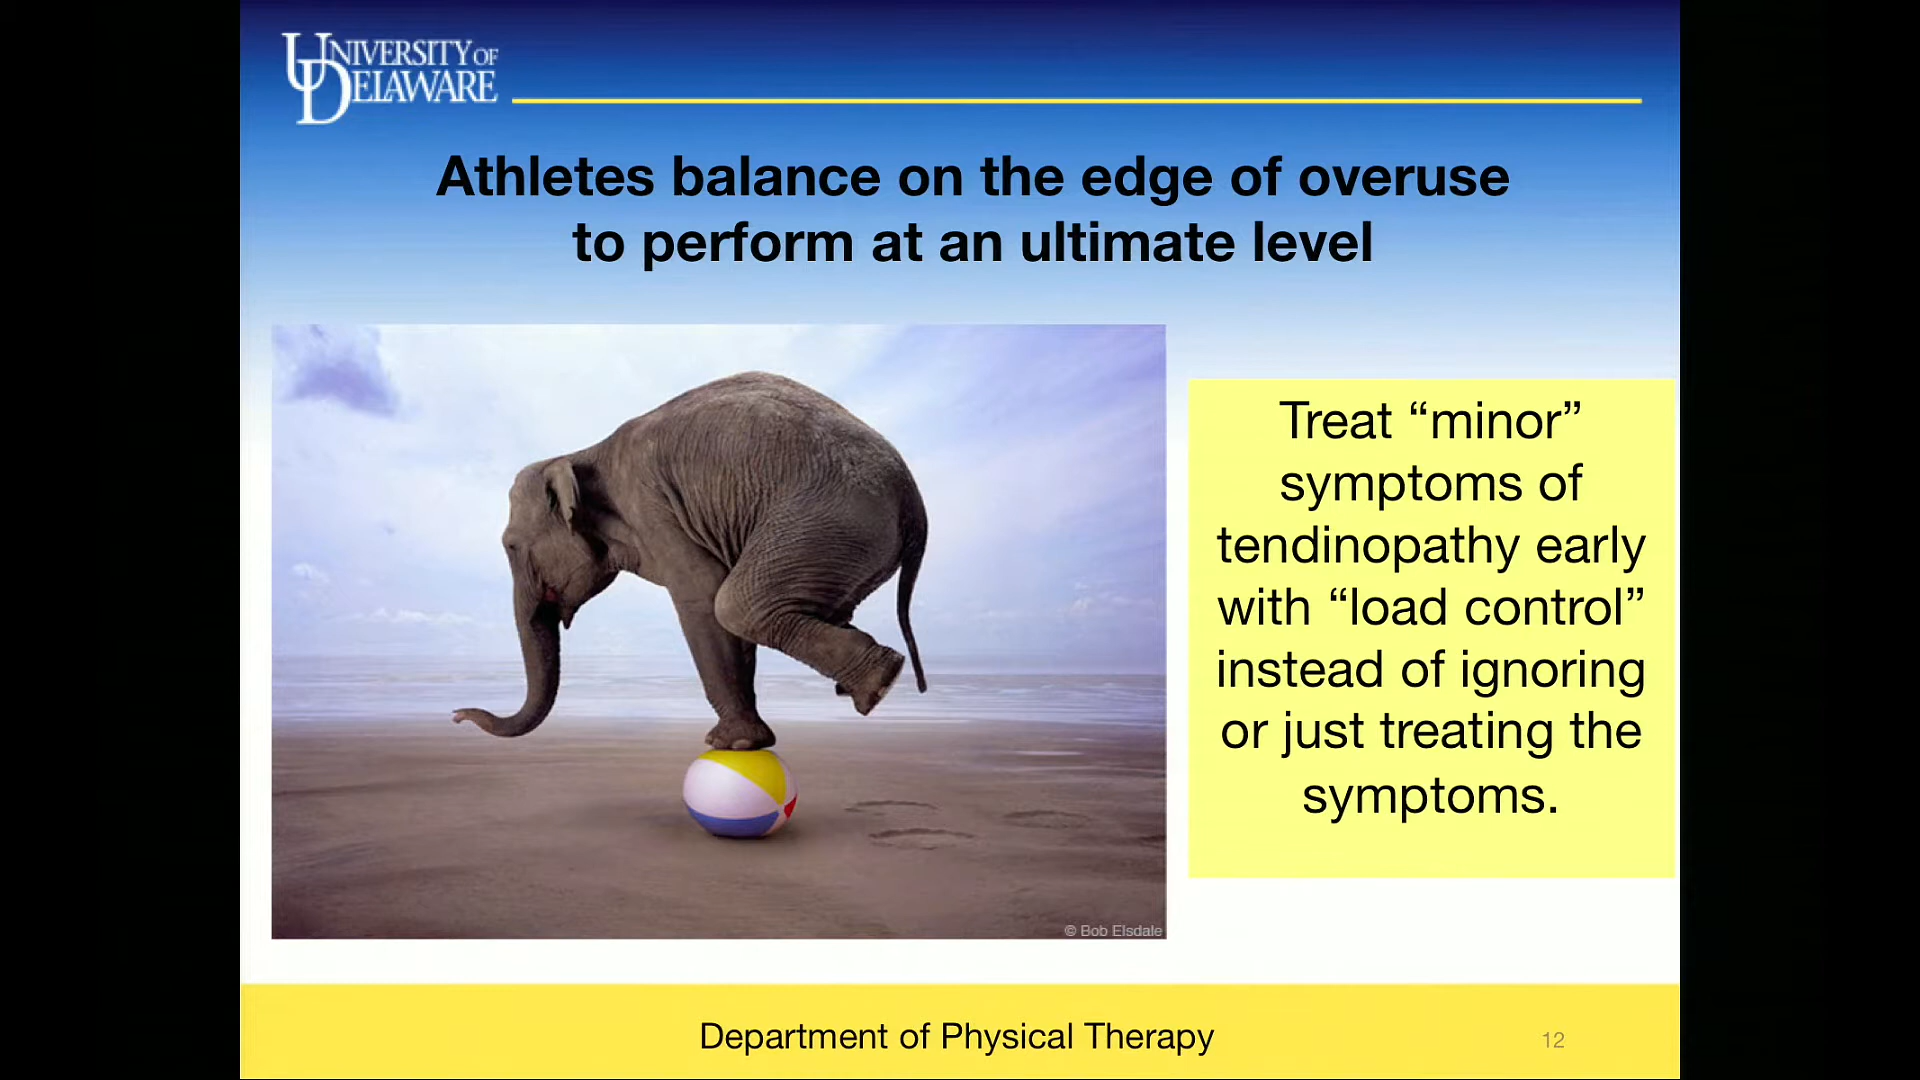 UNIVERSITY OF
DELAWARE
Athletes balance on the edge of overuse
to perform at an ultimate level
Treat “minor”
symptoms of
tendinopathy early
with “load control”
instead of ignoring
or just treating the
symptoms.
© Bob Elsdale
Department of Physical Therapy
12